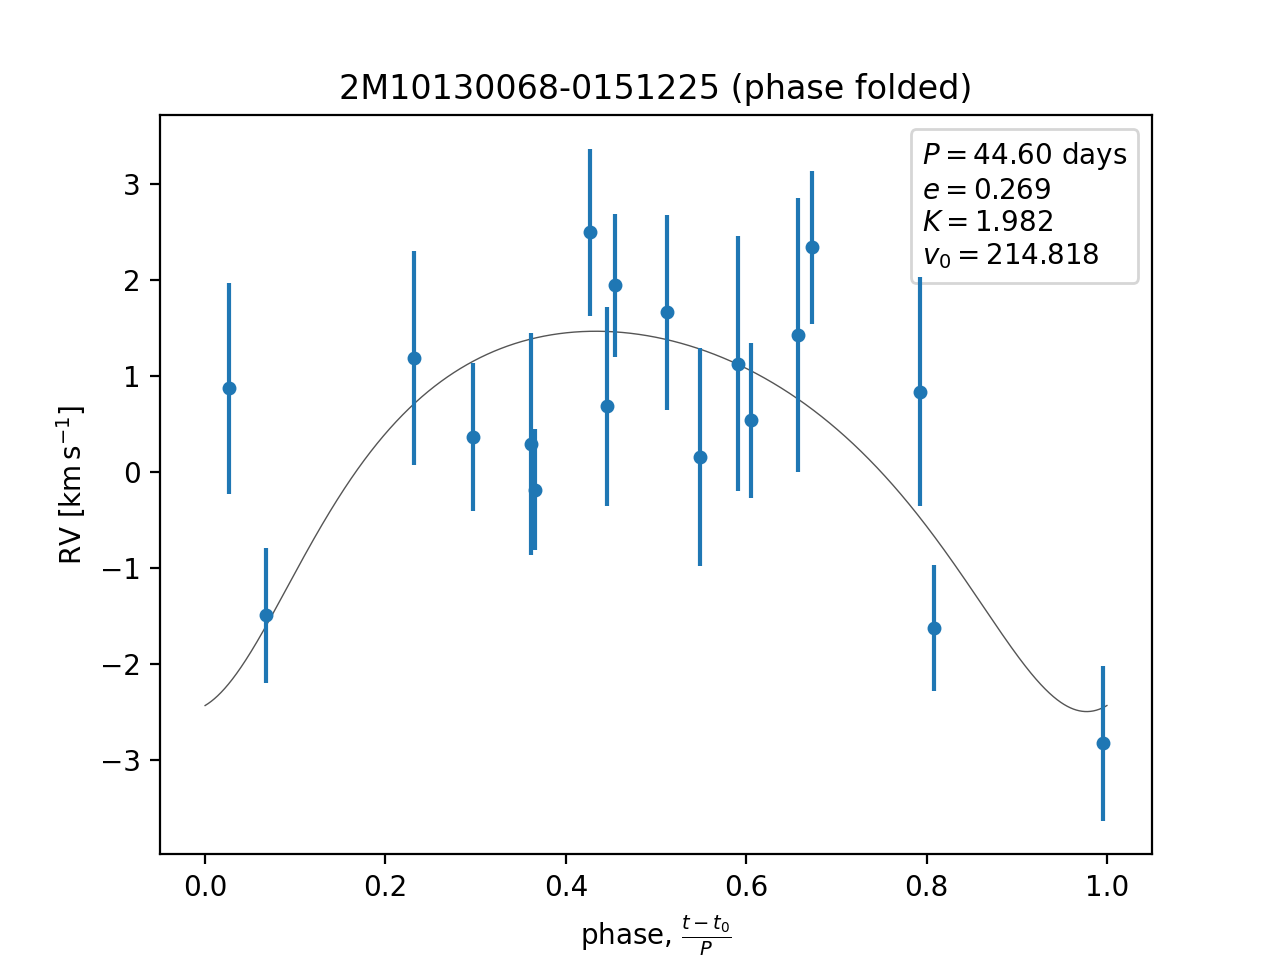 2M10130068-0151225 (phase folded)
P = 44.60 days
e = 0.269
K = 1.982
v₀ = 214.818
RV [km s⁻¹]
3
2
1
0
−1
−2
−3
0.0 0.2 0.4 0.6 0.8 1.0
phase, (t − t₀)/P